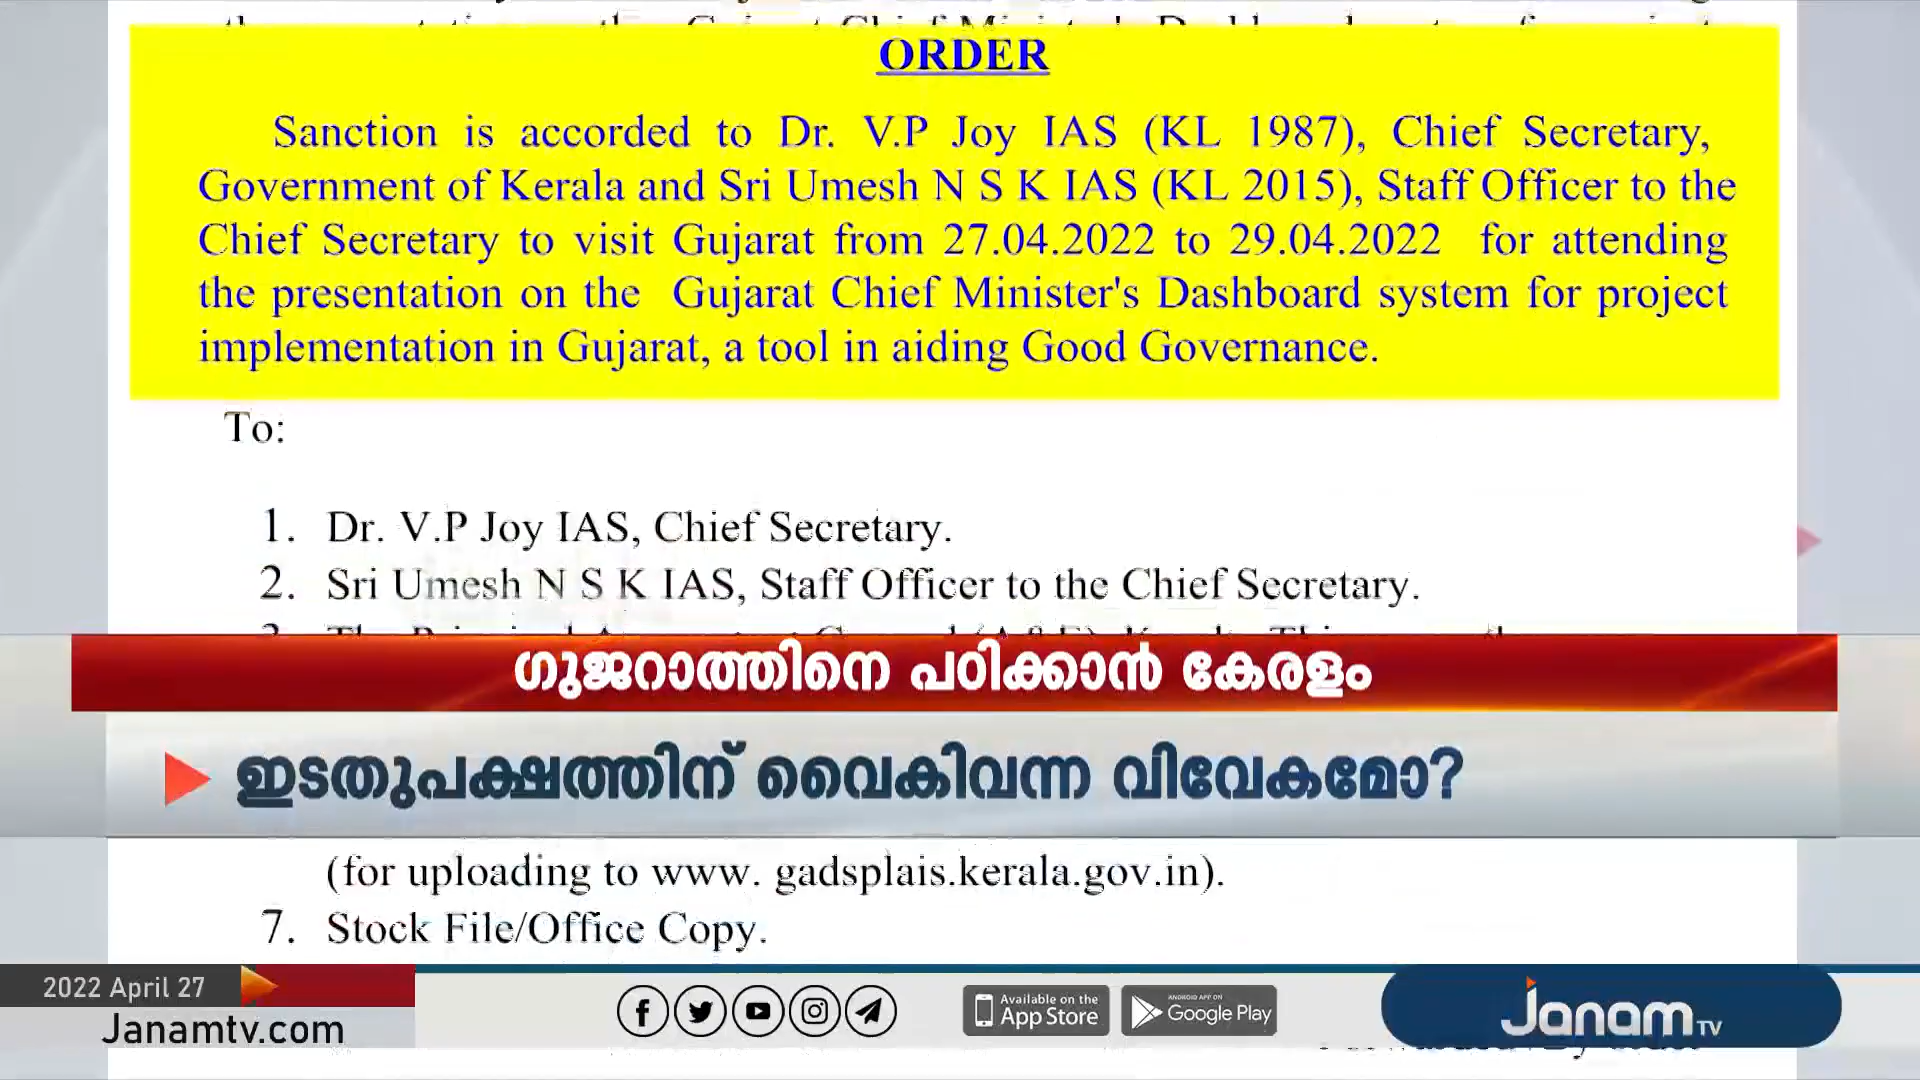 ORDER
Sanction is accorded to Dr. V.P Joy IAS (KL 1987), Chief Secretary,
Government of Kerala and Sri Umesh N S K IAS (KL 2015), Staff Officer to the
Chief Secretary to visit Gujarat from 27.04.2022 to 29.04.2022 for attending
the presentation on the Gujarat Chief Minister's Dashboard system for project
implementation in Gujarat, a tool in aiding Good Governance.
To:
1. Dr. V.P Joy IAS, Chief Secretary.
2. Sri Umesh N S K IAS, Staff Officer to the Chief Secretary.
ഗുജറാത്തിനെ പഠിക്കാൻ കേരളം
ഇടതുപക്ഷത്തിന് വൈകിവന്ന വിവേകമോ?
(for uploading to www. gadsplais.kerala.gov.in).
7. Stock File/Office Copy.
2022 April 27
Janamtv.com
Available on the
App Store
ANDROID APP ON
Google Play
Janam TV